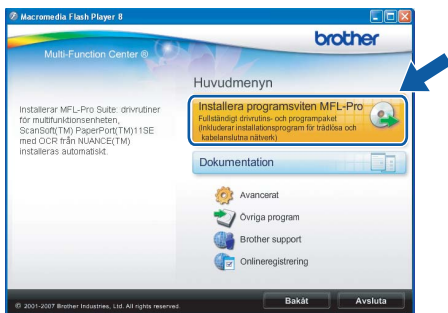 Macromedia Flash Player 8
brother
Multi-Function Center ®
Huvudmenyn
Installerar MFL-Pro Suite: drivrutiner
för multifunktionsenheten,
ScanSoft(TM) PaperPort(TM)11SE
med OCR från NUANCE(TM)
installeras automatiskt.
Installera programsviten MFL-Pro
Fullständigt drivrutins- och programpaket
(Inkluderar installationsprogram för trådlösa och
kabelanslutna nätverk)
Dokumentation
Avancerat
Övriga program
Brother support
Onlineregistrering
© 2001-2007 Brother Industries, Ltd. All rights reserved
Bakåt
Avsluta